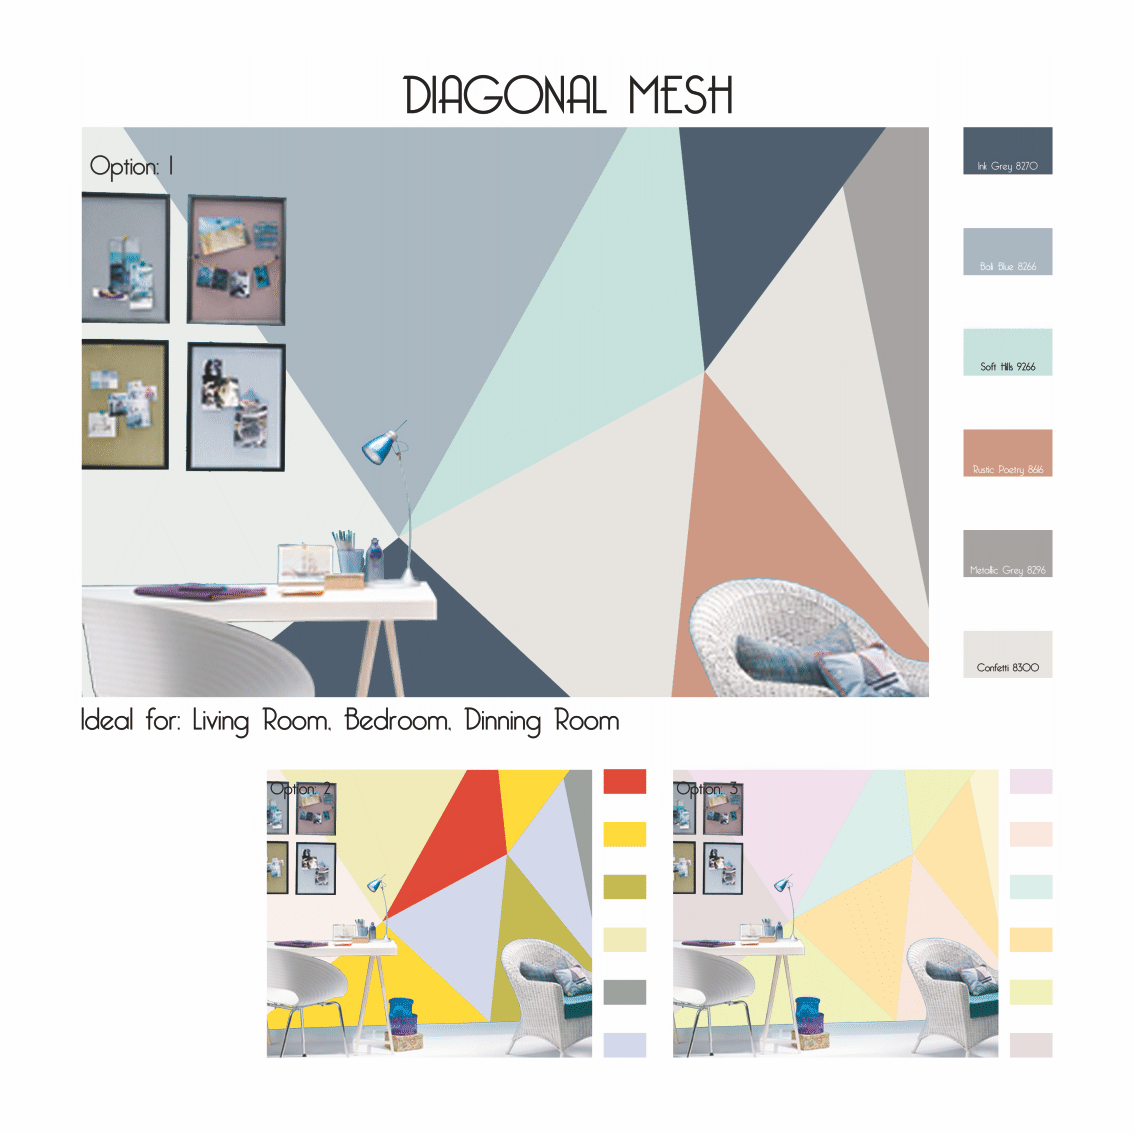 DIAGONAL MESH
Option: 1
Ink Grey 8270
Bali Blue 8266
Soft Hills 9266
Rustic Poetry 8616
Metallic Grey 8296
Confetti 8300
Ideal for: Living Room, Bedroom, Dinning Room
Option: 2
Option: 3